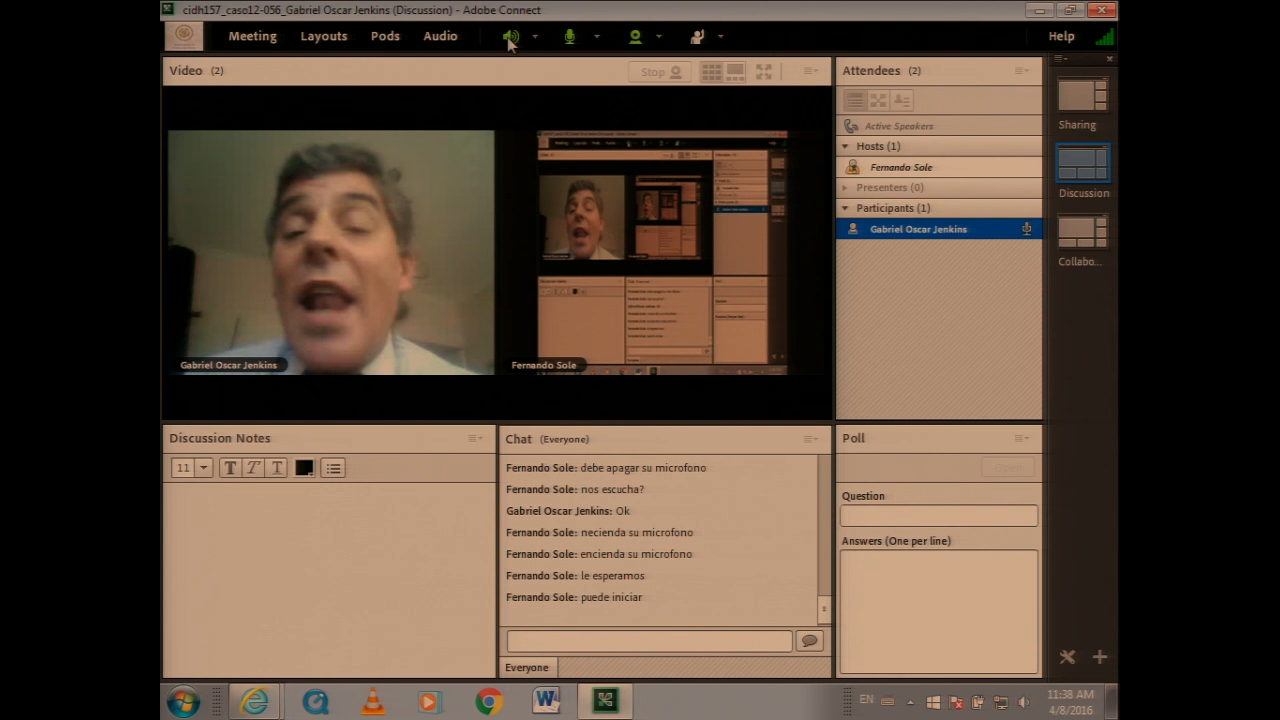 cidh157_caso12-056_Gabriel Oscar Jenkins (Discussion) - Adobe Connect
Meeting Layouts Pods Audio Help
Video (2) Stop
Attendees (2)
Active Speakers
Hosts (1)
Fernando Sole
Presenters (0)
Participants (1)
Gabriel Oscar Jenkins
Sharing
Discussion
Collabo...
Gabriel Oscar Jenkins
Fernando Sole
Discussion Notes
11 T T T
Chat (Everyone)
Fernando Sole: debe apagar su microfono
Fernando Sole: nos escucha?
Gabriel Oscar Jenkins: Ok
Fernando Sole: necienda su microfono
Fernando Sole: encienda su microfono
Fernando Sole: le esperamos
Fernando Sole: puede iniciar
Everyone
Poll
Question
Answers (One per line)
EN
11:38 AM
4/8/2016